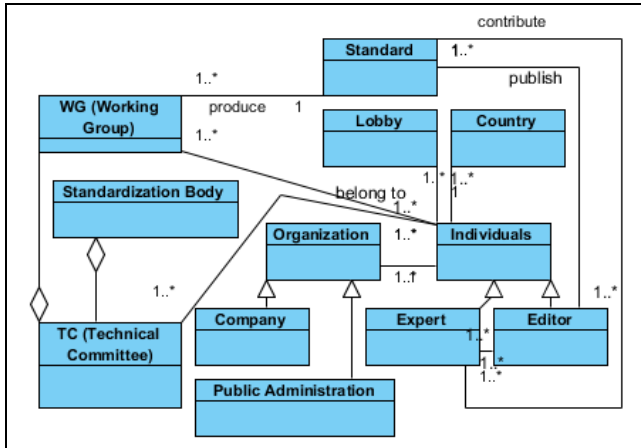 contribute
Standard
1..*
1..*
publish
WG (Working
Group)
produce
1
1..*
Lobby
Country
Standardization Body
1..*
1..*
1
belong to
1..*
Organization
1..*
Individuals
1..*
1..*
TC (Technical
Committee)
Company
Expert
1..*
Editor
1..*
1..*
1..*
Public Administration